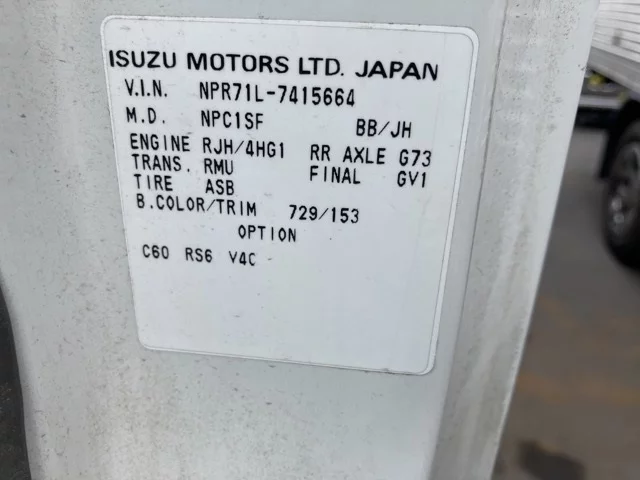 ISUZU MOTORS LTD. JAPAN
V.I.N. NPR71L-7415664
M.D. NPC1SF BB/JH
ENGINE RJH/4HG1 RR AXLE G73
TRANS. RMU FINAL GV1
TIRE ASB
B.COLOR/TRIM 729/153
OPTION
C60 RS6 V4C